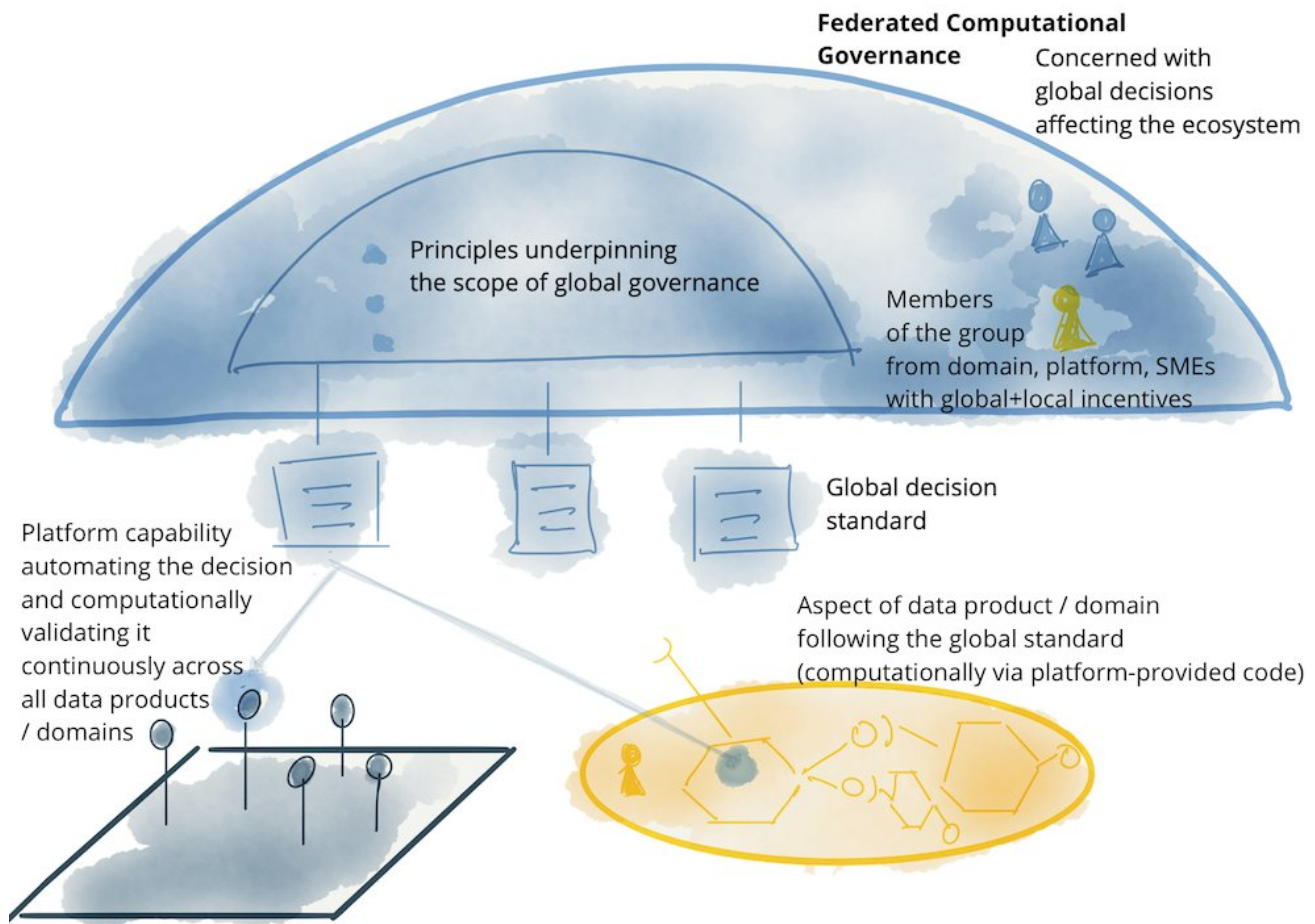 Federated Computational
Governance
Concerned with
global decisions
affecting the ecosystem
Principles underpinning
the scope of global governance
Members
of the group
from domain, platform, SMEs
with global+local incentives
Global decision
standard
Platform capability
automating the decision
and computationally
validating it
continuously across
all data products
/ domains
Aspect of data product / domain
following the global standard
(computationally via platform-provided code)